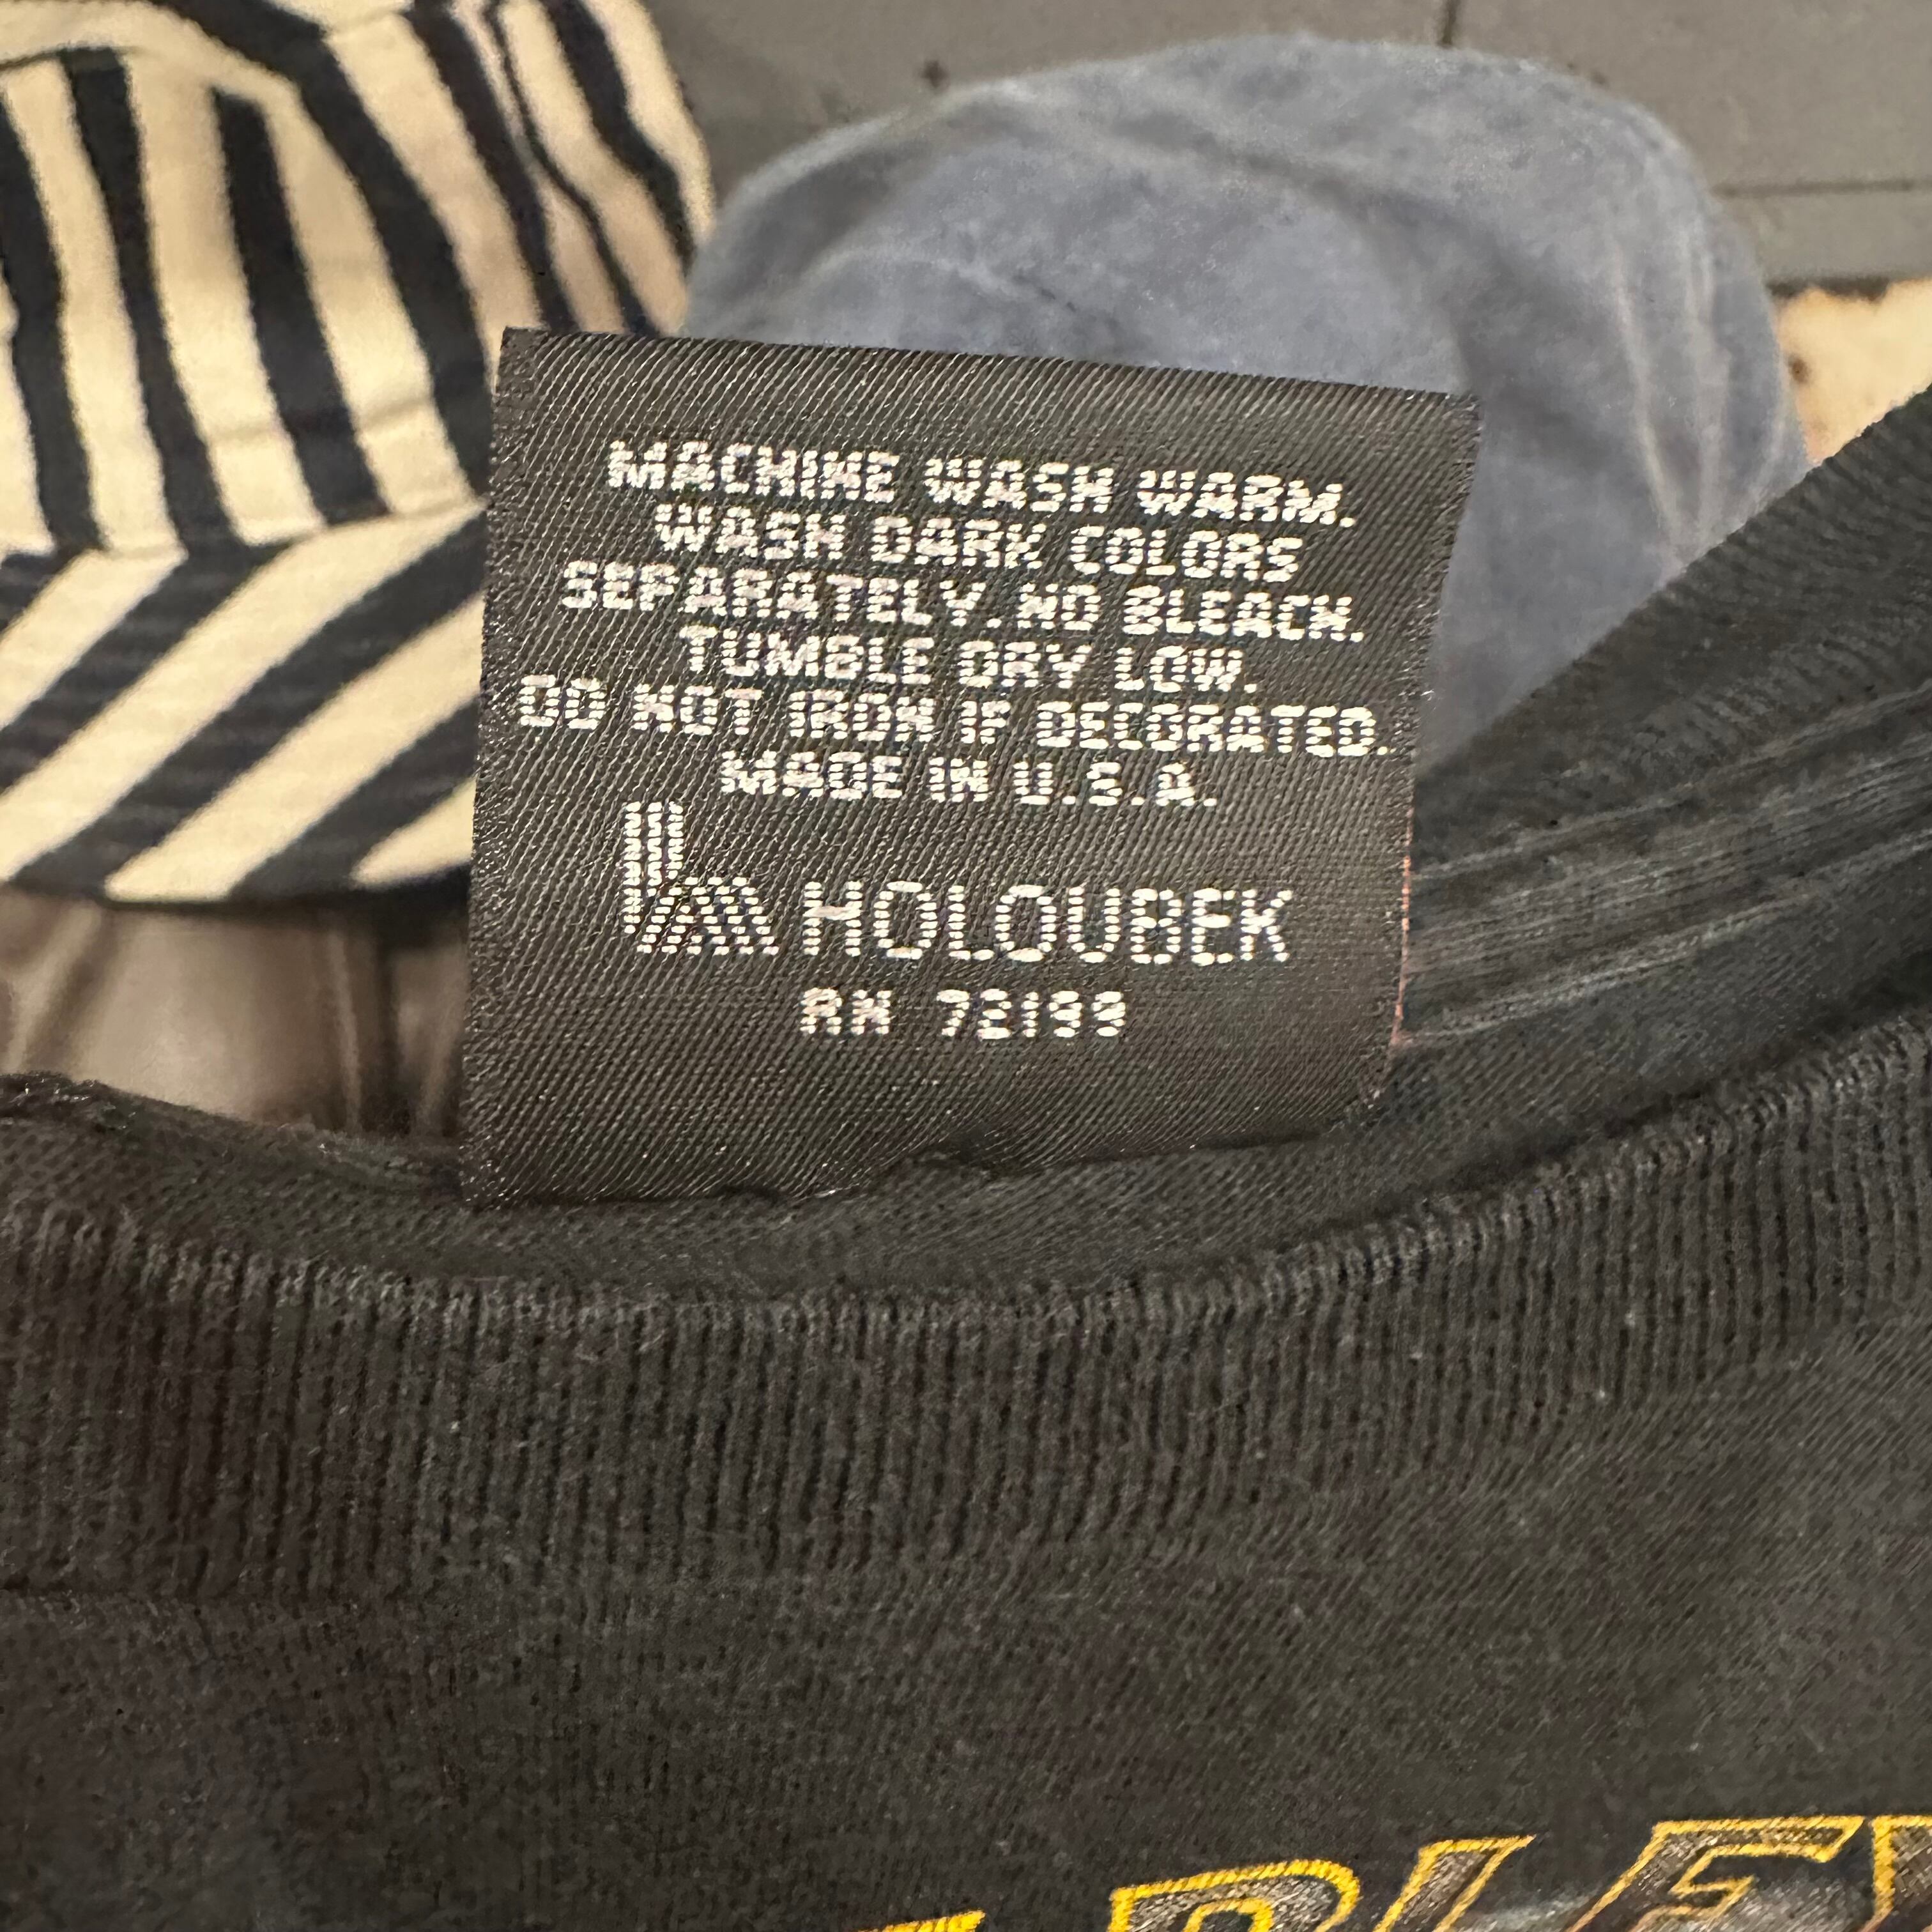 MACHINE WASH WARM.
WASH DARK COLORS
SEPARATELY. NO BLEACH.
TUMBLE DRY LOW.
DO NOT IRON IF DECORATED.
MADE IN U.S.A.
HOLOUBEK
RN 72199